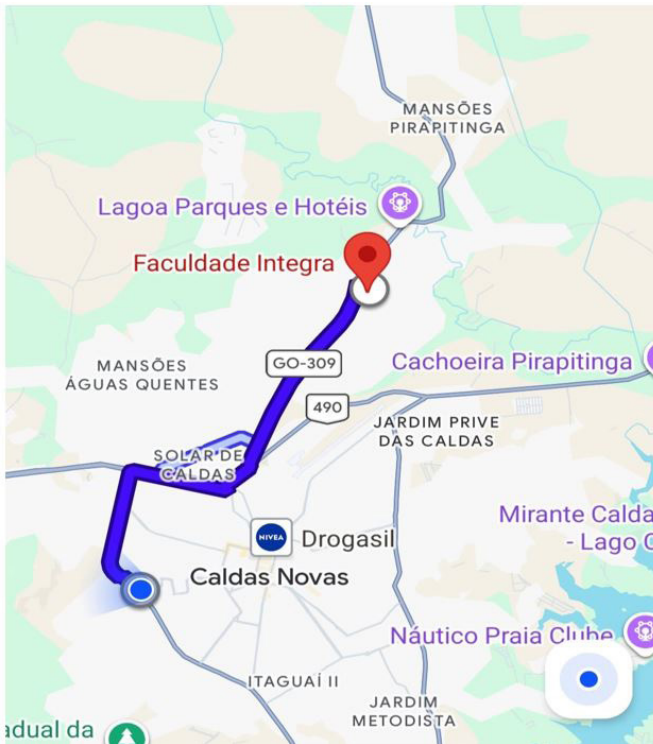 MANSÕES
PIRAPITINGA
Lagoa Parques e Hotéis
Faculdade Integra
MANSÕES
ÁGUAS QUENTES
GO-309
Cachoeira Pirapitinga
490
JARDIM PRIVE
DAS CALDAS
SOLAR DE
CALDAS
Mirante Calda
- Lago C
NIVEA
Drogasil
Caldas Novas
Náutico Praia Clube
ITAGUAÍ II
JARDIM
METODISTA
adual da